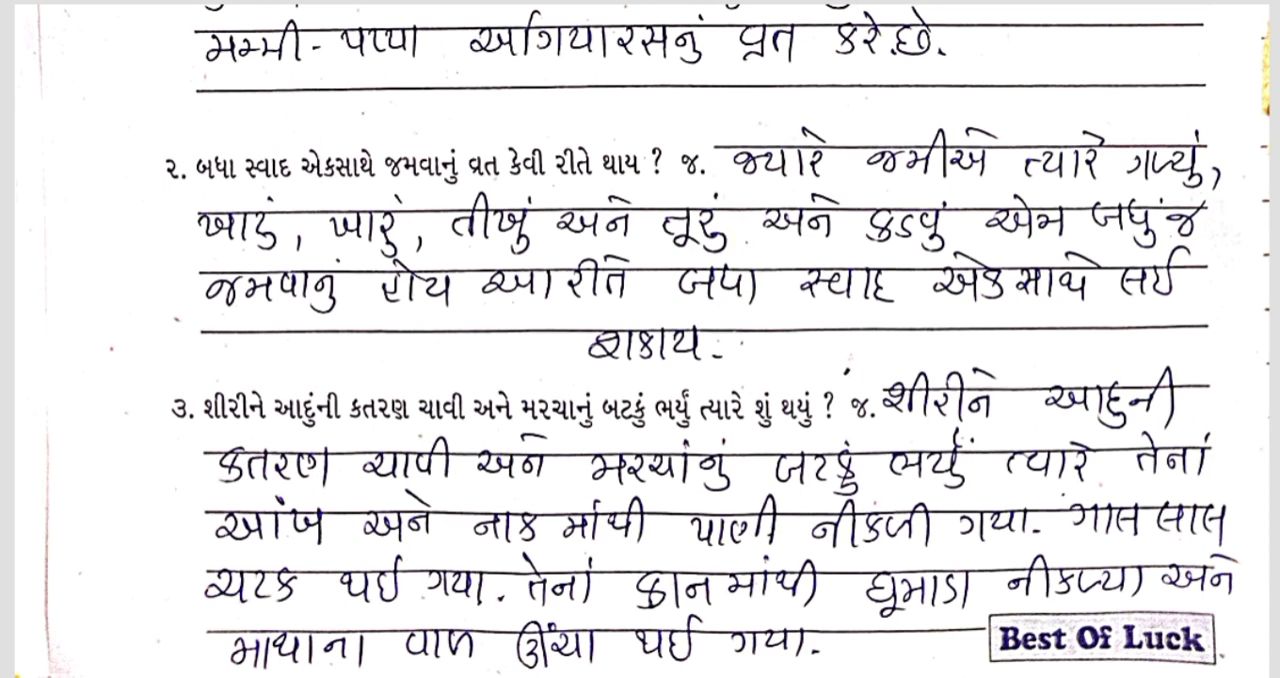 મમ્મી - પપ્પા અગિયારસનું વ્રત કરે છે.
૨. બધા સ્વાદ એકસાથે જમવાનું વ્રત કેવી રીતે થાય ? જ. જ્યારે જમીએ ત્યારે ગળ્યું,
ખાટું, ખારું, તીખું અને તૂરું અને કડવું એમ બધું જ
જમવાનું હોય આ રીતે બધા સ્વાદ એક સાથે લઈ
શકાય.
૩. શીરીને આદુંની કતરણ ચાવી અને મરચાનું બટકું ભર્યું ત્યારે શું થયું ? જ. શીરીને આદુની
કતરણ ચાવી અને મરચાંનું બટકું ભર્યું ત્યારે તેનાં
આંખ અને નાક માંથી પાણી નીકળી ગયા. ગાલ લાલ
ચટક થઈ ગયા. તેનાં કાન માંથી ધૂમાડા નીકળ્યા અને
માથાના વાળ ઊંચા થઈ ગયા.
Best Of Luck